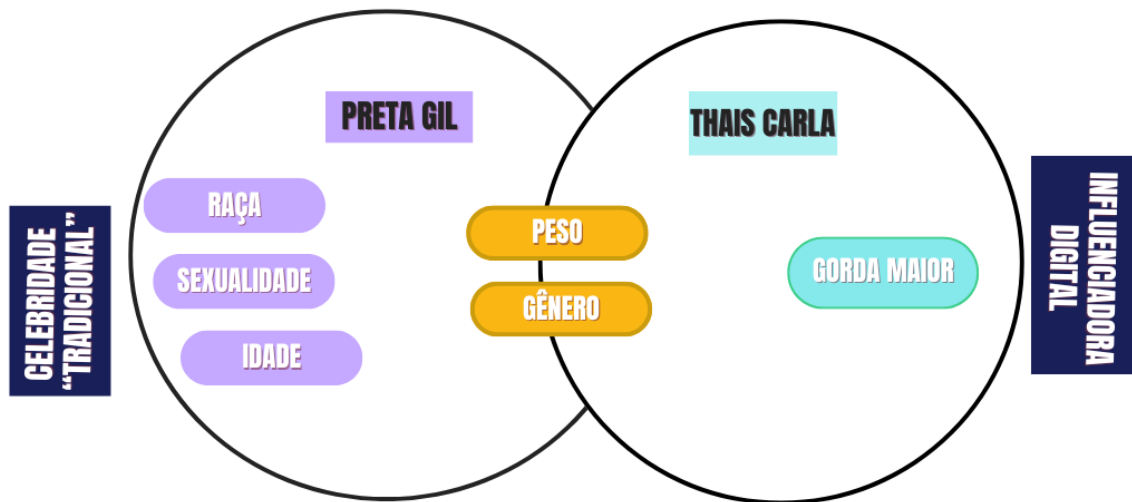 PRETA GIL
THAIS CARLA
CELEBRIDADE
“TRADICIONAL”
RAÇA
SEXUALIDADE
IDADE
PESO
GÊNERO
GORDA MAIOR
INFLUENCIADORA
DIGITAL